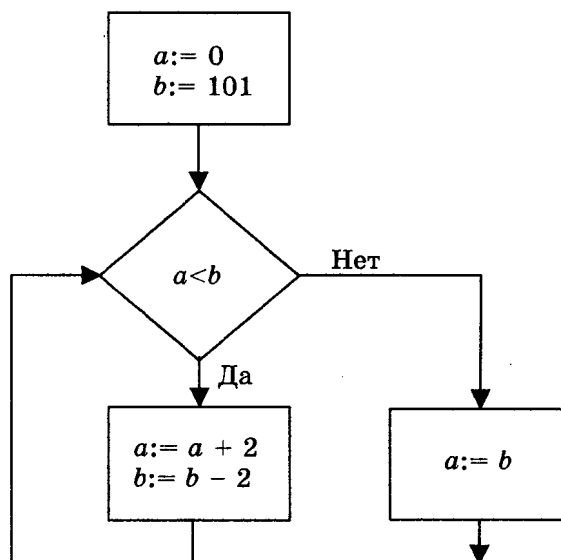 a:= 0
b:= 101
a<b
Нет
Да
a:= a + 2
b:= b – 2
a:= b